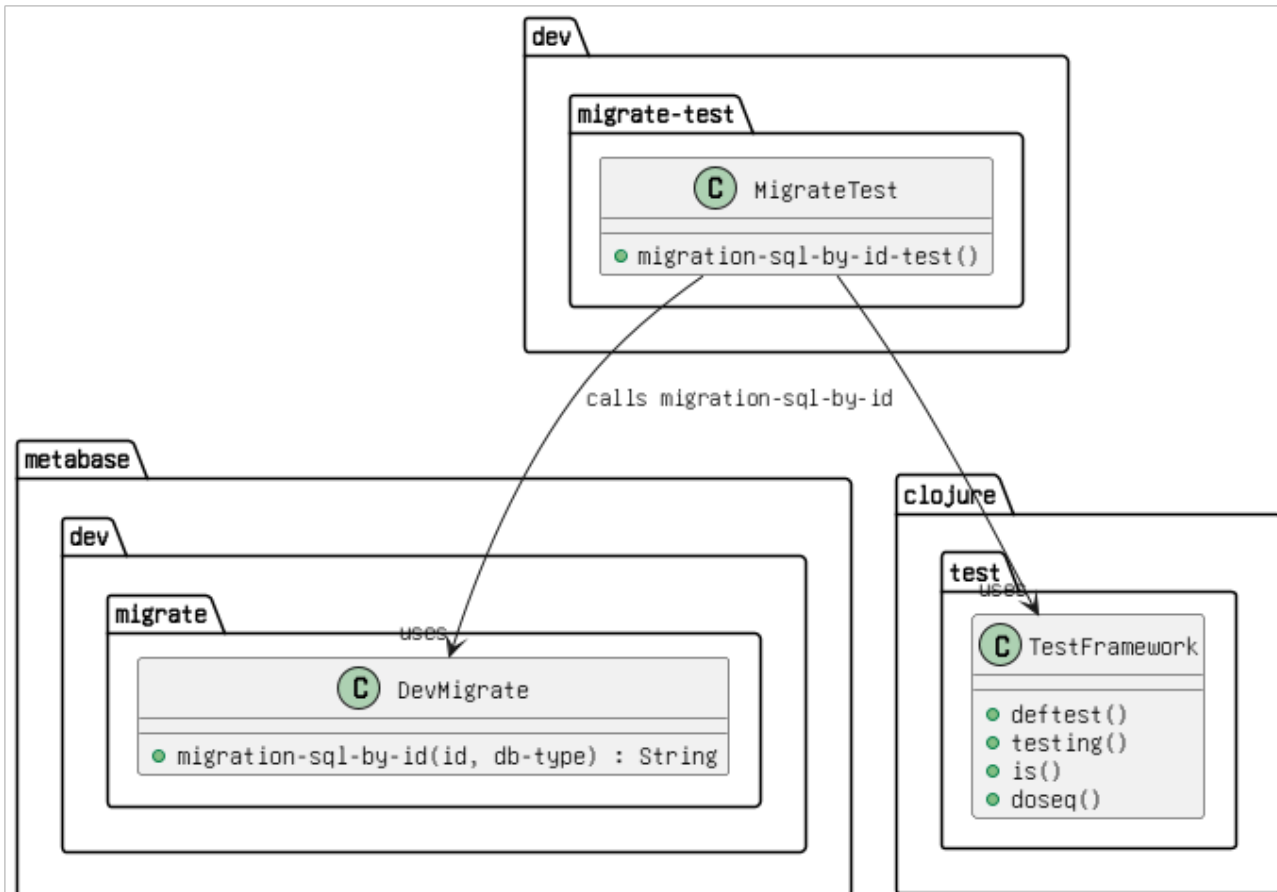 dev
migrate-test
C MigrateTest
migration-sql-by-id-test()
calls migration-sql-by-id
metabase
dev
migrate
uses
C DevMigrate
migration-sql-by-id(id, db-type) : String
clojure
test
uses
C TestFramework
deftest()
testing()
is()
doseq()